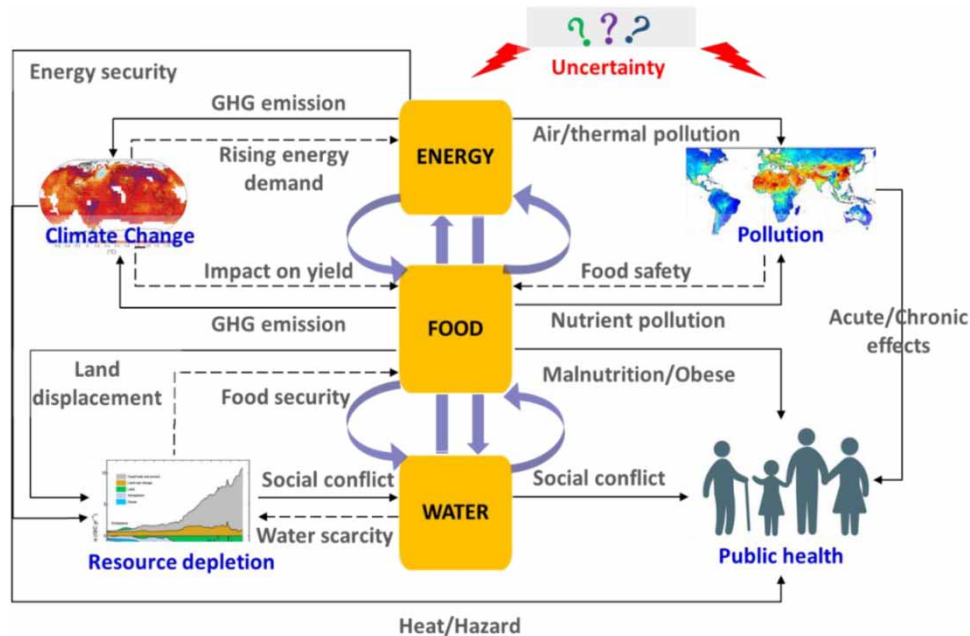 ? ? ?
Uncertainty
Energy security
GHG emission
ENERGY
Air/thermal pollution
Rising energy
demand
Climate Change
Pollution
Impact on yield
Food safety
GHG emission
FOOD
Nutrient pollution
Acute/Chronic
effects
Land
displacement
Food security
Malnutrition/Obese
Social conflict
WATER
Social conflict
Water scarcity
Resource depletion
Public health
Heat/Hazard